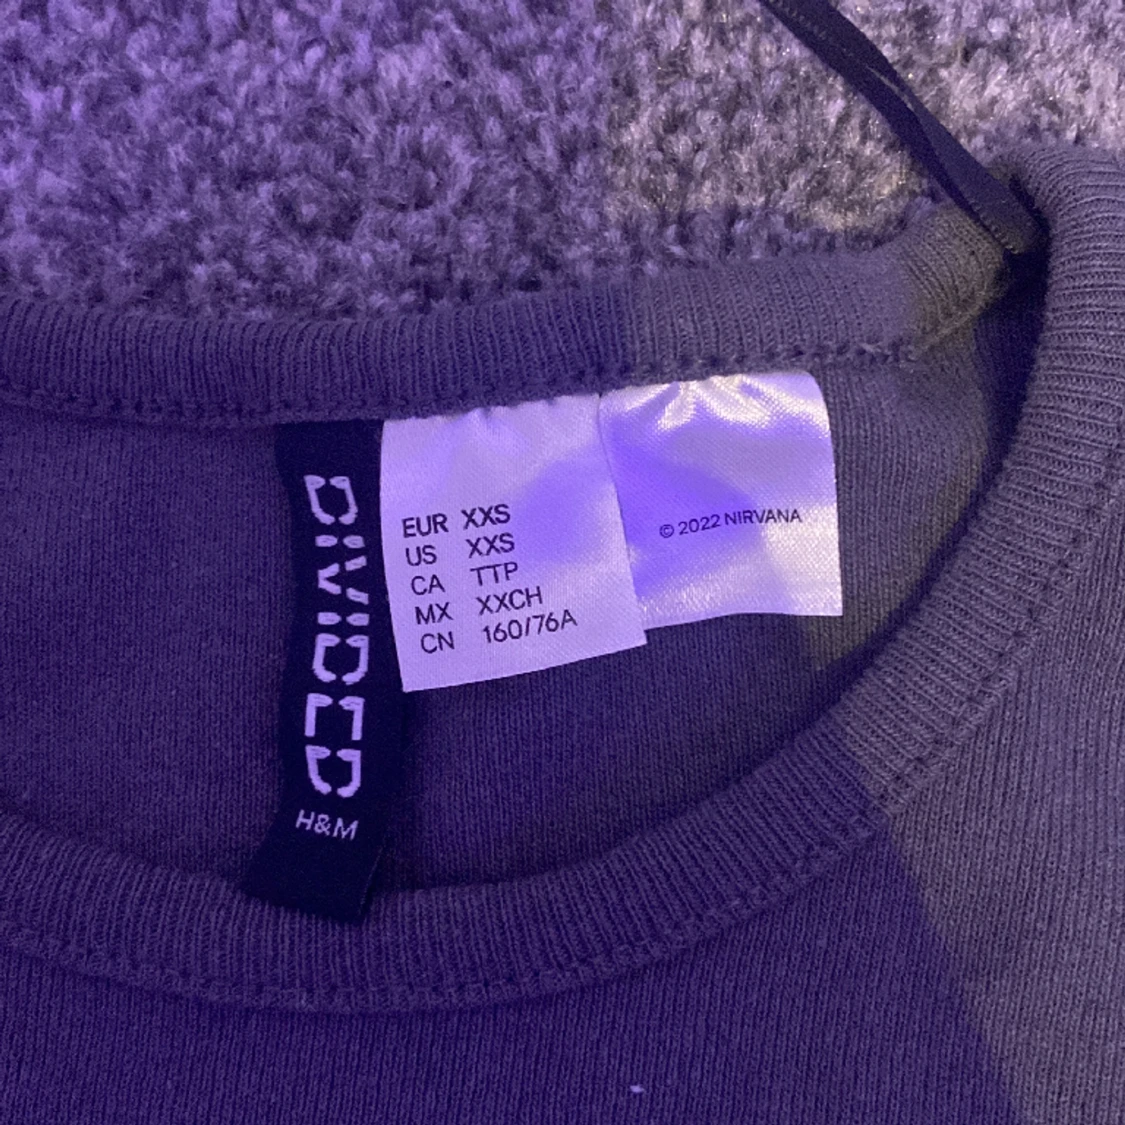 DIVIDED
H&M
EUR XXS
US XXS
CA TTP
MX XXCH
CN 160/76A
© 2022 NIRVANA